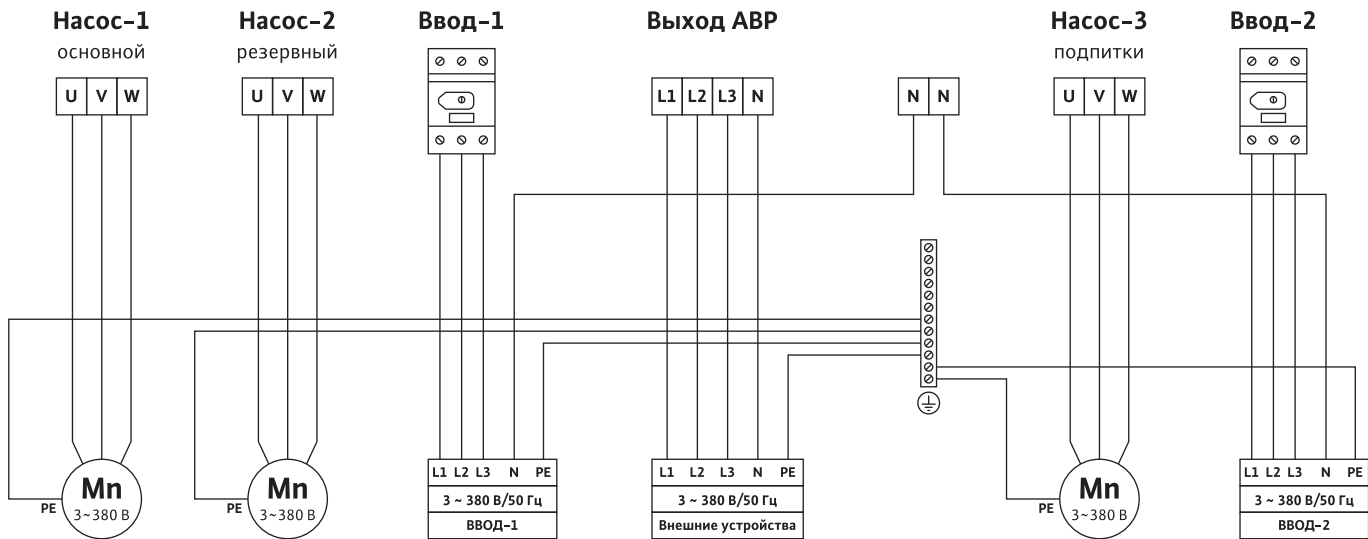 Насос-1
основной
U V W
Насос-2
резервный
U V W
Ввод-1
Выход АВР
L1 L2 L3 N
N N
Насос-3
подпитки
U V W
Ввод-2
PE
Mn
3~380 В
PE
Mn
3~380 В
L1 L2 L3 N PE
3 ~ 380 В/50 Гц
ВВОД-1
L1 L2 L3 N PE
3 ~ 380 В/50 Гц
Внешние устройства
PE
Mn
3~380 В
L1 L2 L3 N PE
3 ~ 380 В/50 Гц
ВВОД-2